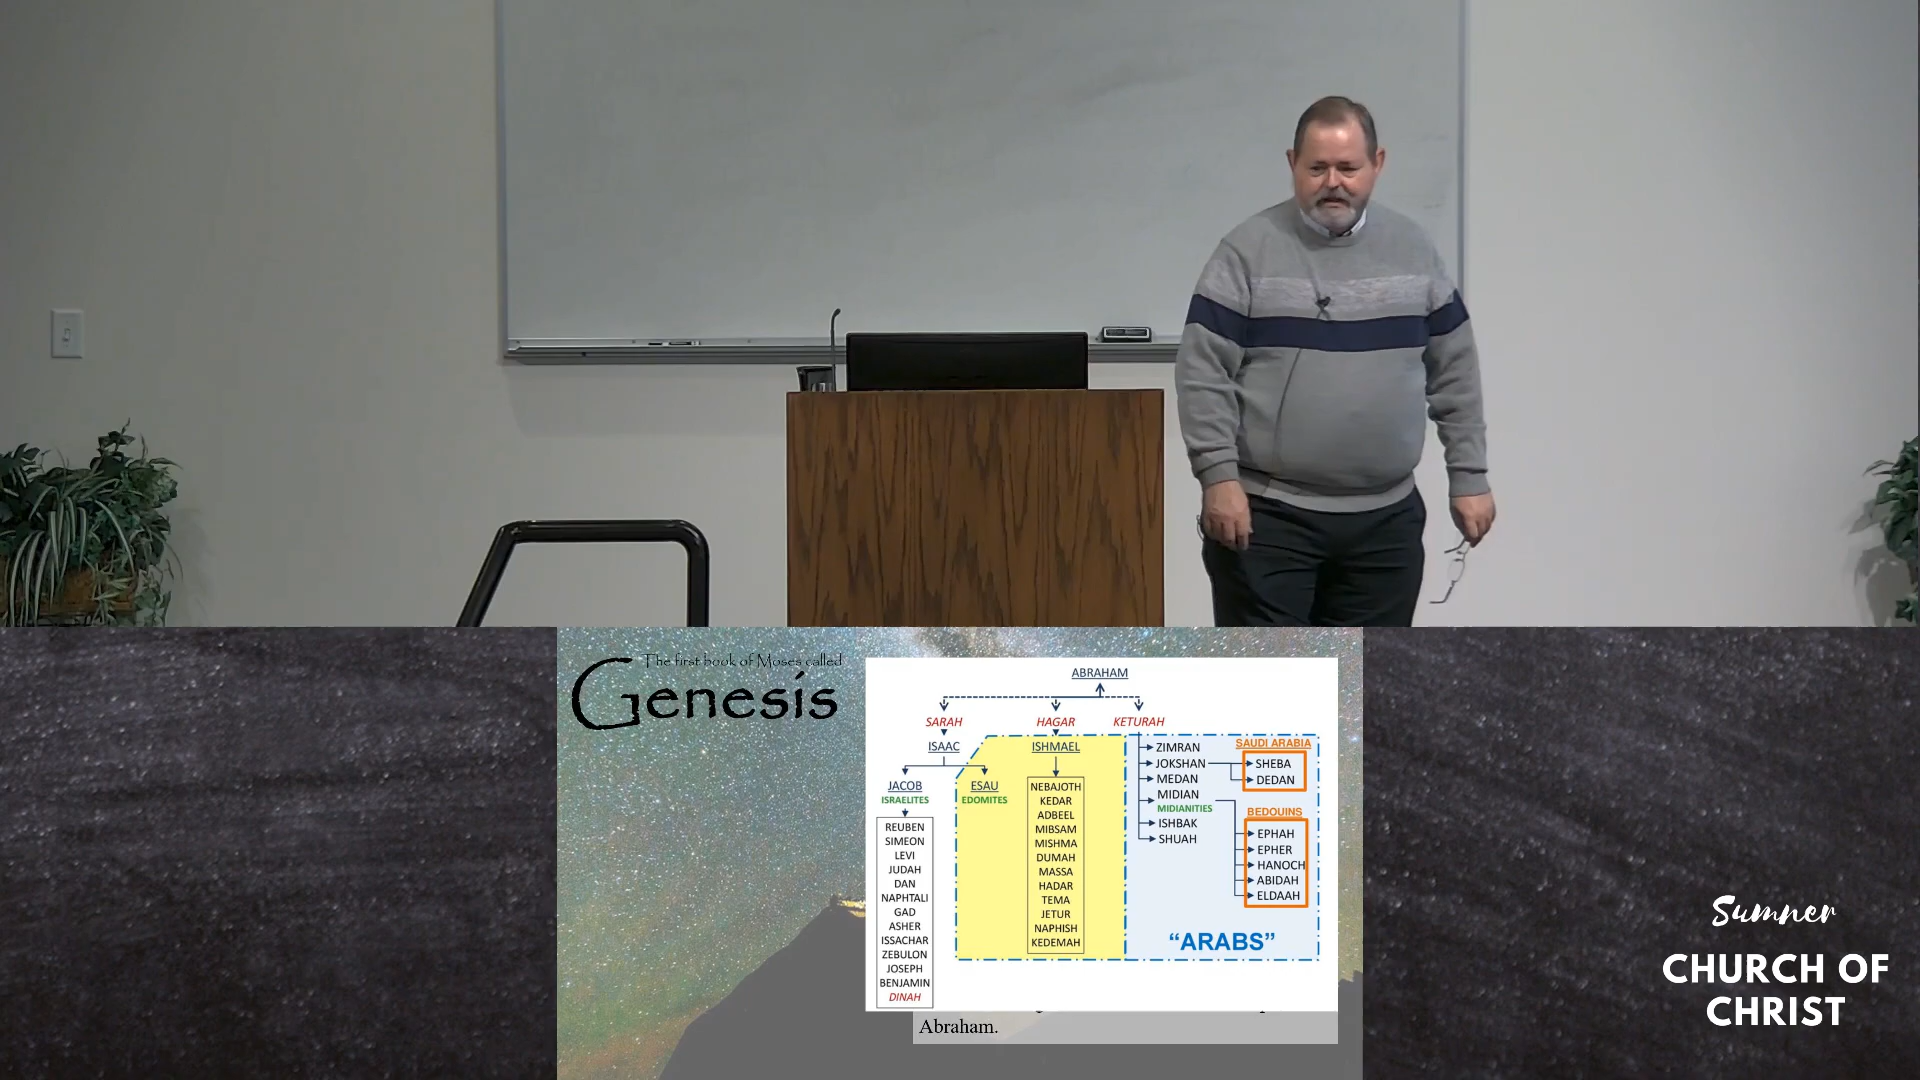 The first book of Moses called
Genesis
ABRAHAM
SARAH
HAGAR
KETURAH
ISAAC
ISHMAEL
JACOB
ISRAELITES
ESAU
EDOMITES
REUBEN
SIMEON
LEVI
JUDAH
DAN
NAPHTALI
GAD
ASHER
ISSACHAR
ZEBULON
JOSEPH
BENJAMIN
DINAH
NEBAJOTH
KEDAR
ADBEEL
MIBSAM
MISHMA
DUMAH
MASSA
HADAR
TEMA
JETUR
NAPHISH
KEDEMAH
ZIMRAN
JOKSHAN
MEDAN
MIDIAN
MIDIANITIES
ISHBAK
SHUAH
SAUDI ARABIA
SHEBA
DEDAN
BEDOUINS
EPHAH
EPHER
HANOCH
ABIDAH
ELDAAH
“ARABS”
Abraham.
Sumner
CHURCH OF
CHRIST